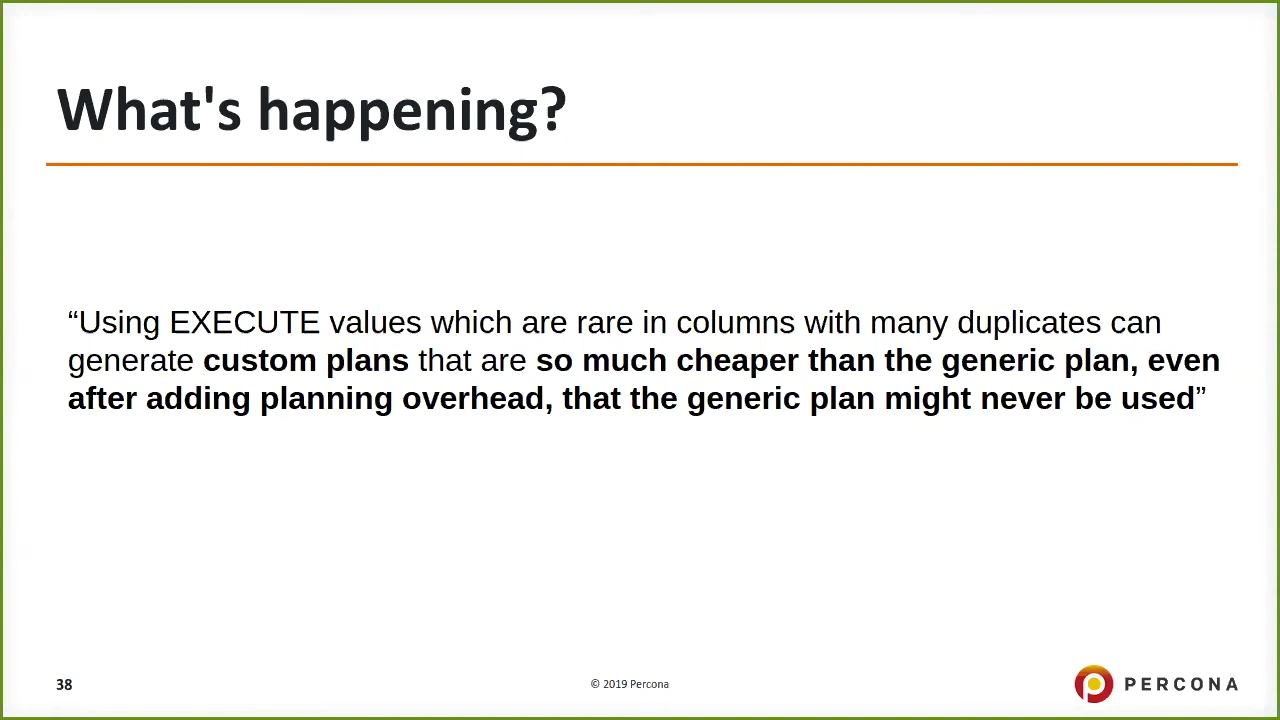 What's happening?
“Using EXECUTE values which are rare in columns with many duplicates can
generate custom plans that are so much cheaper than the generic plan, even
after adding planning overhead, that the generic plan might never be used”
38
© 2019 Percona
PERCONA